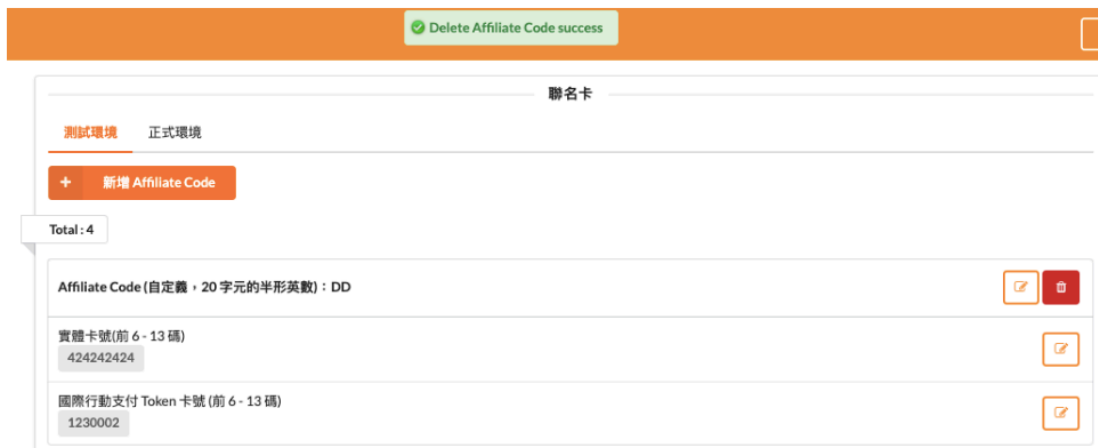 Delete Affiliate Code success
聯名卡
測試環境 正式環境
+ 新增 Affiliate Code
Total : 4
Affiliate Code (自定義，20 字元的半形英數)：DD
實體卡號(前 6 - 13 碼)
424242424
國際行動支付 Token 卡號 (前 6 - 13 碼)
1230002